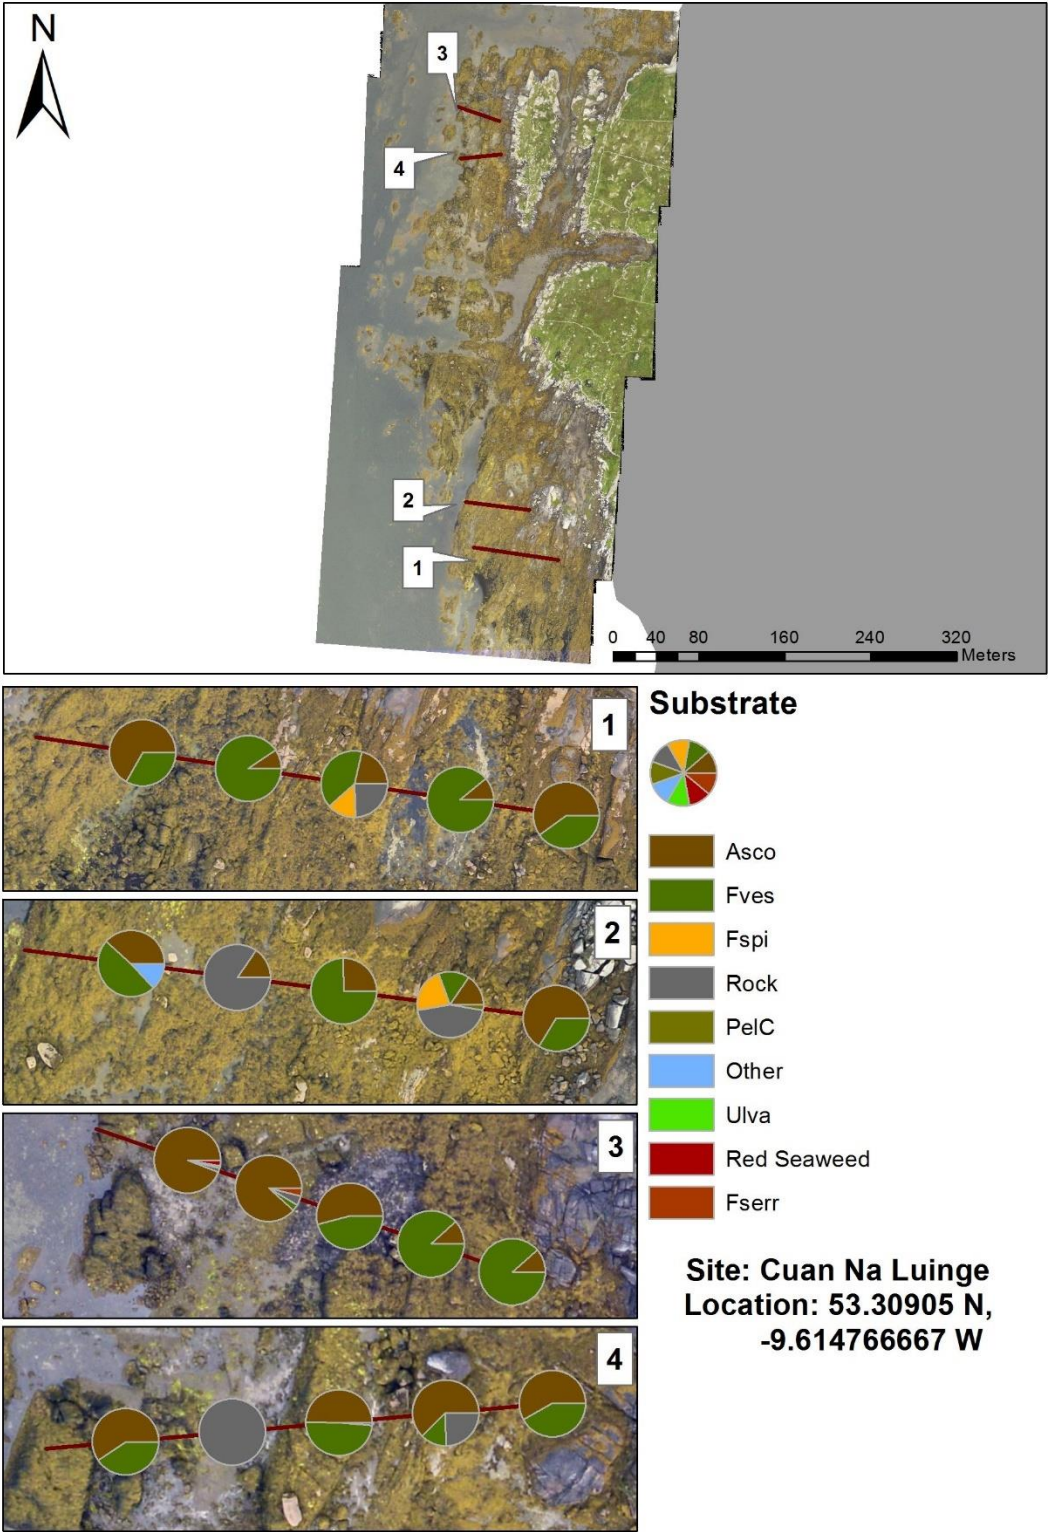 N
3
4
2
1
0 40 80 160 240 320
Meters
1
2
3
4
Substrate
Asco
Fves
Fspi
Rock
PelC
Other
Ulva
Red Seaweed
Fserr
Site: Cuan Na Luinge
Location: 53.30905 N,
-9.614766667 W